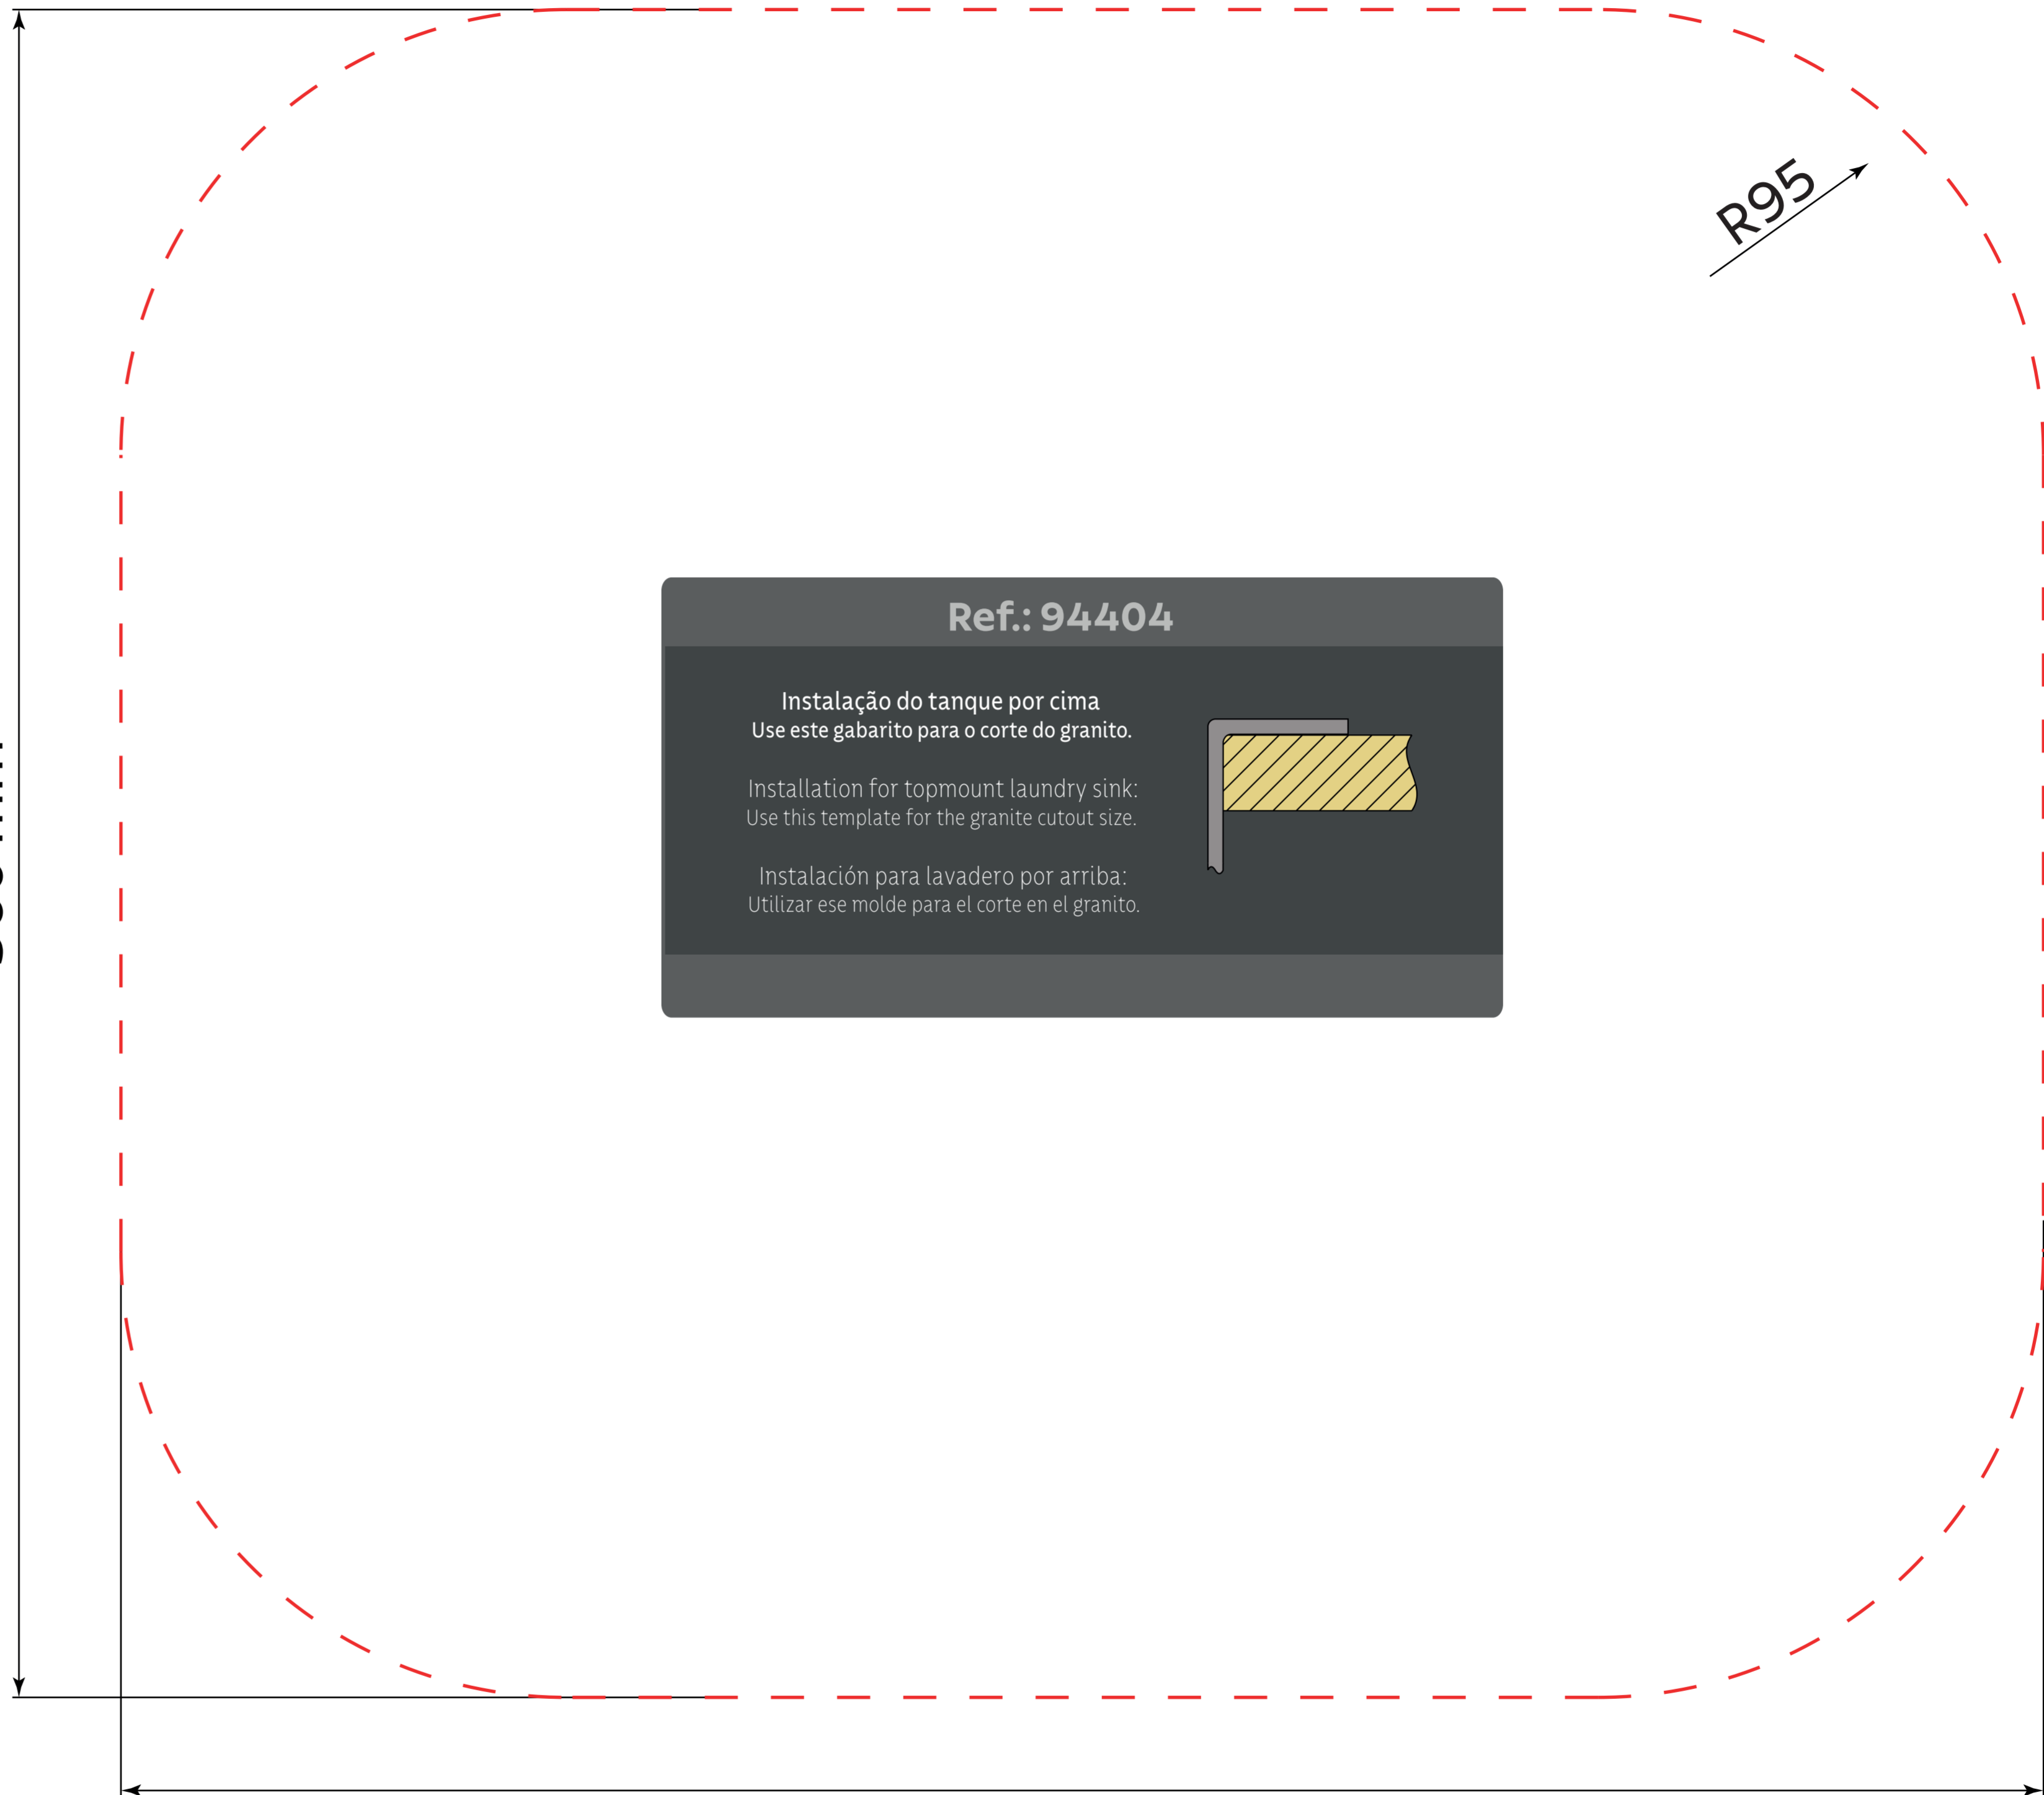 R95
Ref.: 94404
Instalação do tanque por cima
Use este gabarito para o corte do granito.
Installation for topmount laundry sink:
Use this template for the granite cutout size.
Instalación para lavadero por arriba:
Utilizar ese molde para el corte en el granito.